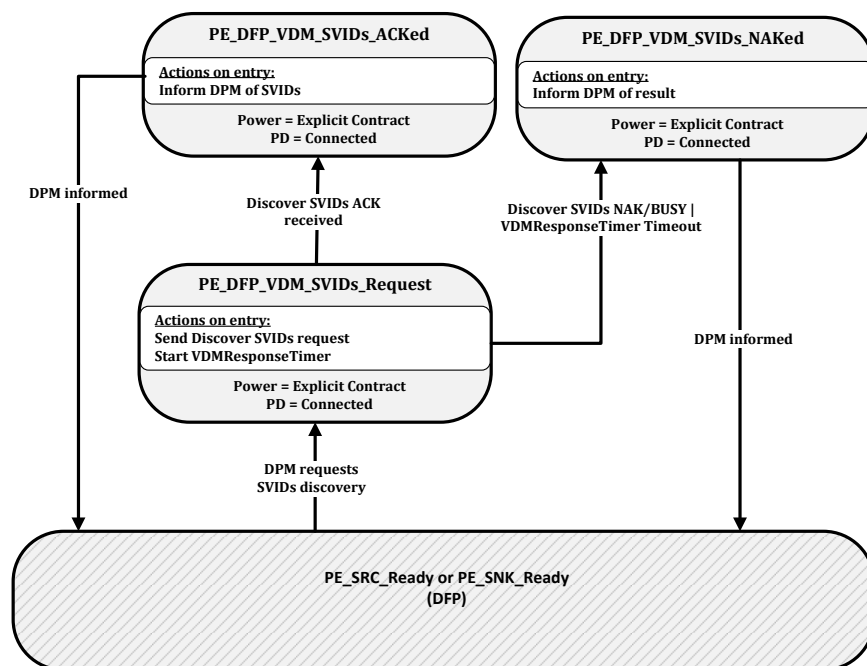 PE_DFP_VDM_SVIDs_ACKed
Actions on entry:
Inform DPM of SVIDs
Power = Explicit Contract
PD = Connected
PE_DFP_VDM_SVIDs_NAKed
Actions on entry:
Inform DPM of result
Power = Explicit Contract
PD = Connected
DPM informed
Discover SVIDs ACK
received
Discover SVIDs NAK/BUSY |
VDMResponseTimer Timeout
PE_DFP_VDM_SVIDs_Request
Actions on entry:
Send Discover SVIDs request
Start VDMResponseTimer
Power = Explicit Contract
PD = Connected
DPM informed
DPM requests
SVIDs discovery
PE_SRC_Ready or PE_SNK_Ready
(DFP)